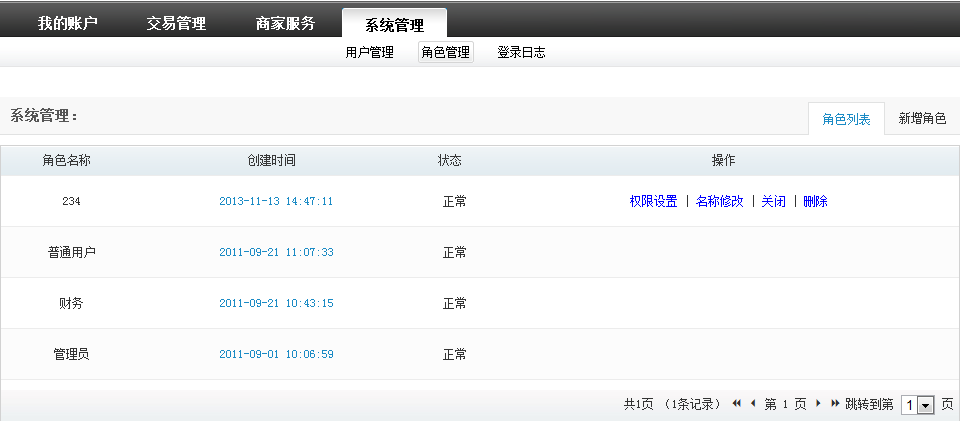 我的账户 交易管理 商家服务 系统管理
用户管理 角色管理 登录日志
系统管理： 角色列表 新增角色
角色名称 创建时间 状态 操作
234 2013-11-13 14:47:11 正常 权限设置 | 名称修改 | 关闭 | 删除
普通用户 2011-09-21 11:07:33 正常
财务 2011-09-21 10:43:15 正常
管理员 2011-09-01 10:06:59 正常
共1页 （1条记录） 第 1 页 跳转到第 1 页